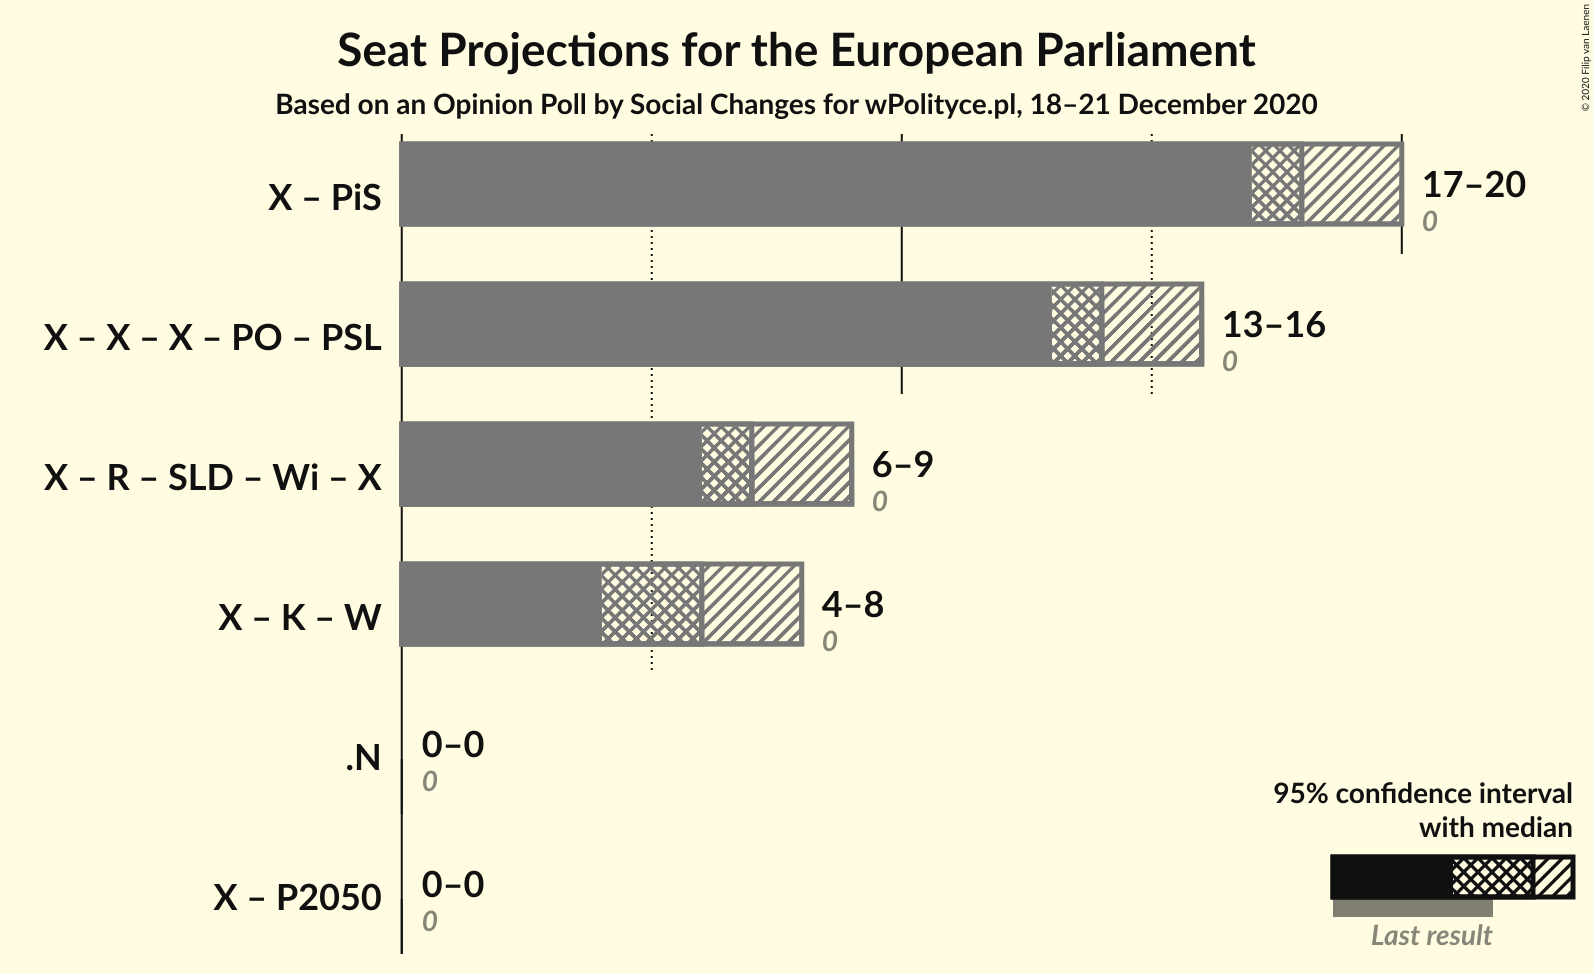 Seat Projections for the European Parliament
Based on an Opinion Poll by Social Changes for wPolityce.pl, 18–21 December 2020
© 2020 Filip van Laenen
X – PiS
17–20
0
X – X – X – PO – PSL
13–16
0
X – R – SLD – Wi – X
6–9
0
X – K – W
4–8
0
.N
0–0
0
X – P2050
0–0
0
95% confidence interval
with median
Last result